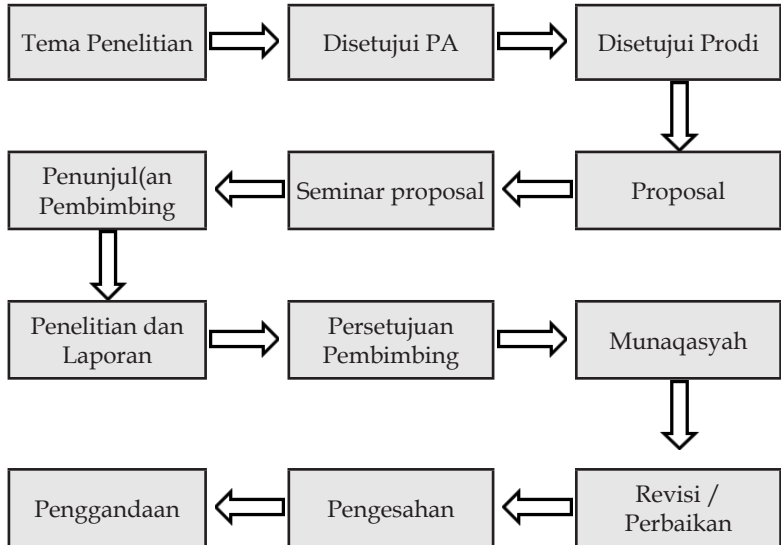 Tema Penelitian
Disetujui PA
Disetujui Prodi
Proposal
Seminar proposal
Penunjul(an
Pembimbing
Penelitian dan
Laporan
Persetujuan
Pembimbing
Munaqasyah
Revisi /
Perbaikan
Pengesahan
Penggandaan